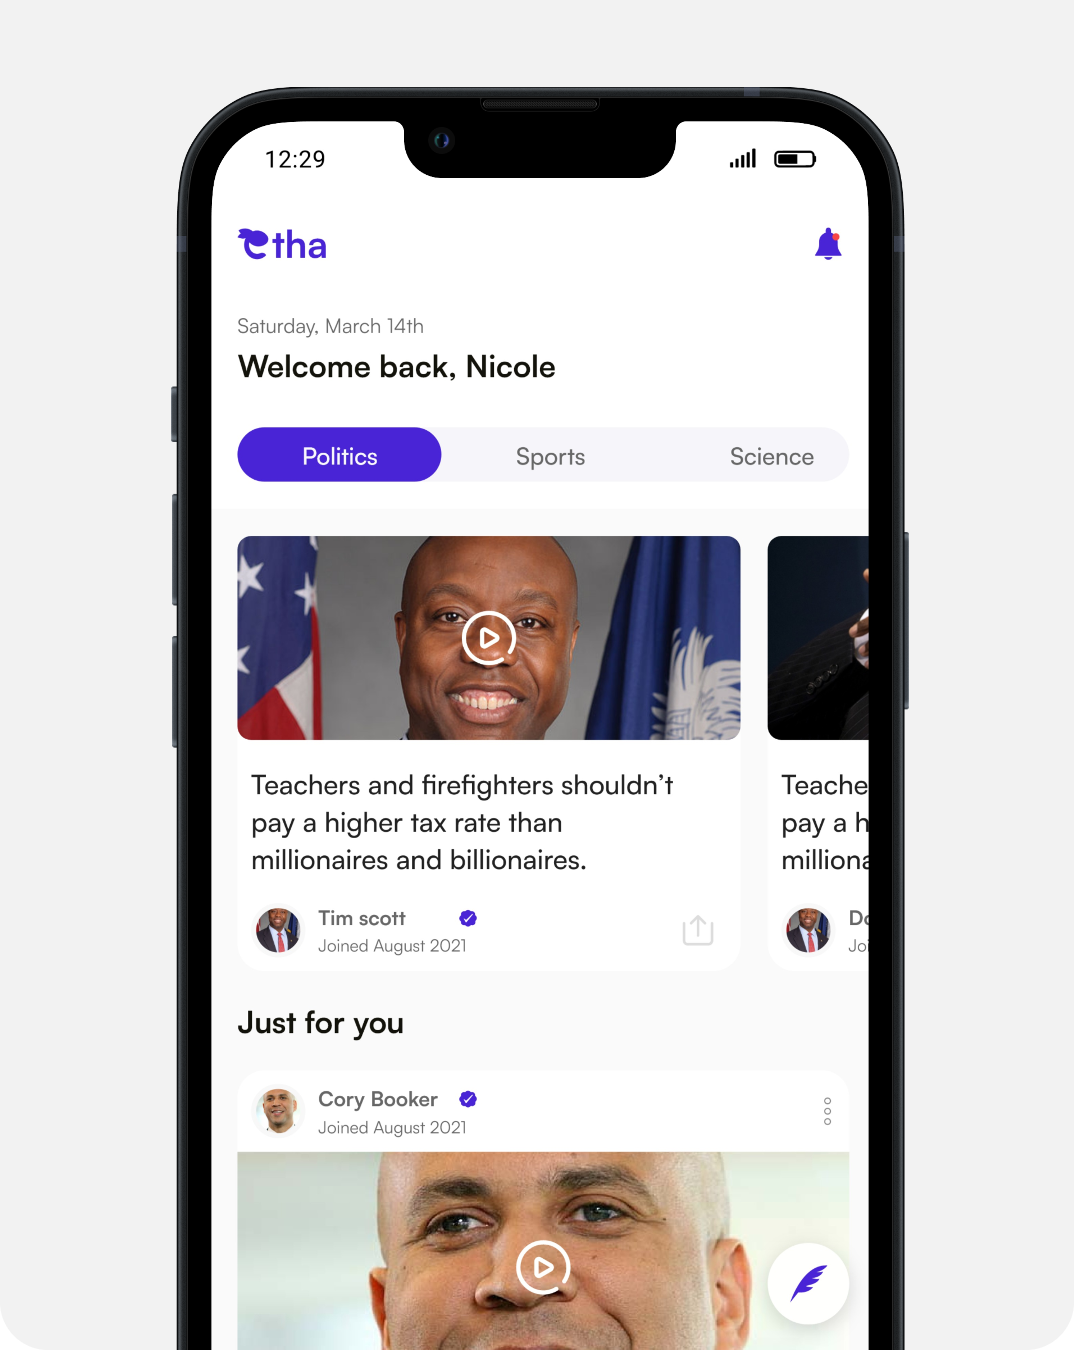 12:29
etha
Saturday, March 14th
Welcome back, Nicole
Politics Sports Science
Teachers and firefighters shouldn’t
pay a higher tax rate than
millionaires and billionaires.
Tim scott
Joined August 2021
Teache
pay a h
milliona
Do
Joi
Just for you
Cory Booker
Joined August 2021